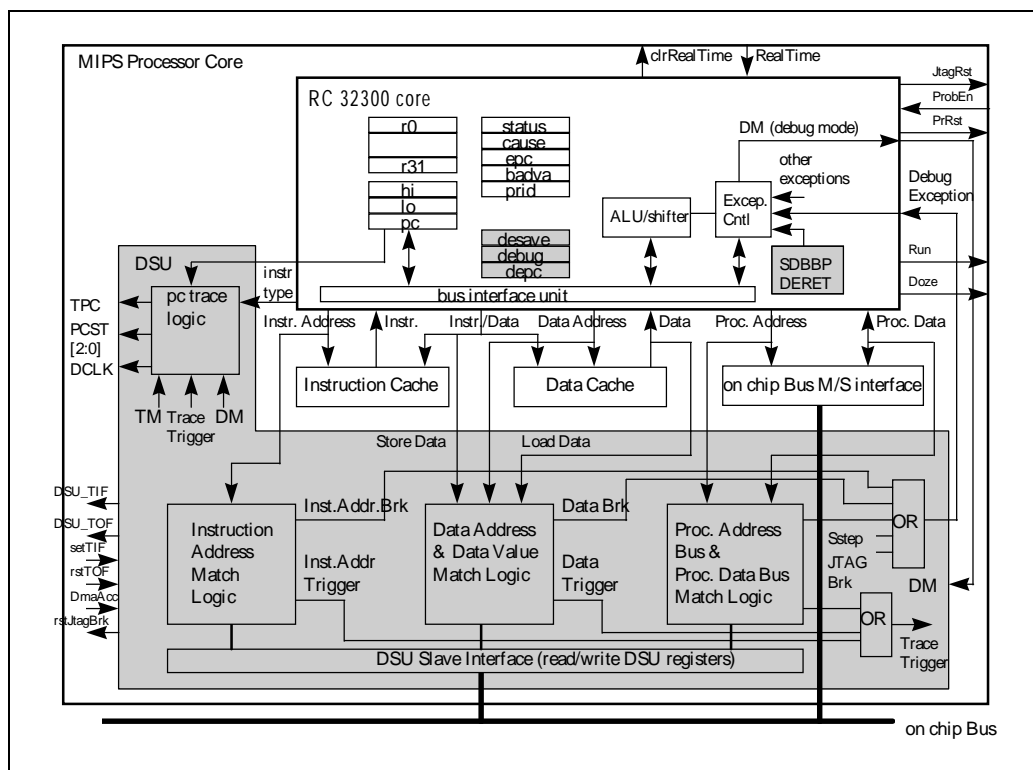 clrRealTime
RealTime
MIPS Processor Core
JtagRst
RC 32300 core
ProbEn
PrRst
r0
status
DM (debug mode)
cause
epc
other
exceptions
r31
badva
Debug
Exception
hi
prid
Excep.
Cntl
lo
ALU/shifter
pc
desave
debug
depc
SDBBP
DERET
Run
DSU
instr
type
Doze
TPC
pc trace
logic
bus interface unit
PCST
[2:0]
Instr. Address
Instr.
Instr./Data
Data Address
Data
Proc. Address
Proc. Data
DCLK
Instruction Cache
Data Cache
on chip Bus M/S interface
TM
Trace
Trigger
DM
Store Data
Load Data
DSU_TIF
Inst.Addr.Brk
Data Brk
DSU_TOF
Instruction
Address
Match
Logic
Data Address
& Data Value
Match Logic
Proc. Address
Bus &
Proc. Data Bus
Match Logic
OR
setTIF
Sstep
rstTOF
Inst.Addr
Trigger
Data
Trigger
JTAG
Brk
DM
DmaAcc
OR
rstJtagBrk
Trace
Trigger
DSU Slave Interface (read/write DSU registers)
on chip Bus